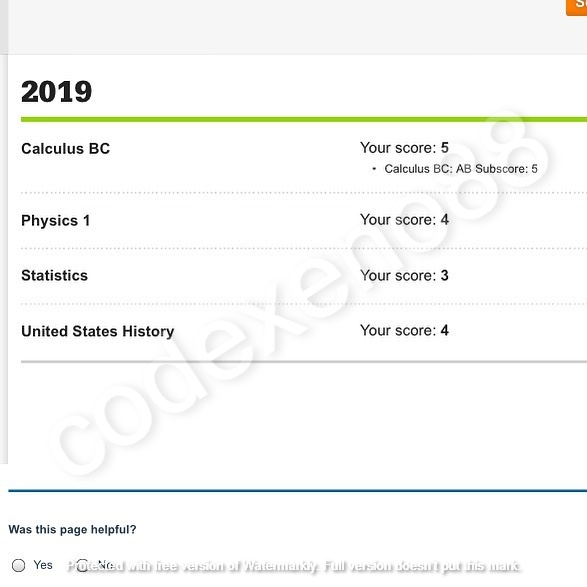 2019
Calculus BC
Your score: 5
• Calculus BC: AB Subscore: 5
Physics 1
Your score: 4
Statistics
Your score: 3
United States History
Your score: 4
codexeno88
Was this page helpful?
Yes
No
Protected with free version of Watermarkly. Full version doesn't put this mark.